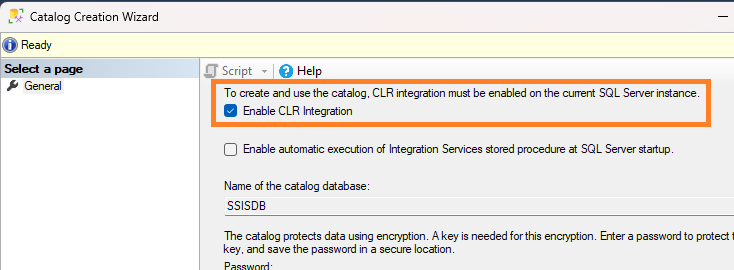 Catalog Creation Wizard
Ready
Select a page
General
Script
Help
To create and use the catalog, CLR integration must be enabled on the current SQL Server instance.
Enable CLR Integration
Enable automatic execution of Integration Services stored procedure at SQL Server startup.
Name of the catalog database:
SSISDB
The catalog protects data using encryption. A key is needed for this encryption. Enter a password to protect
key, and save the password in a secure location.
Password: